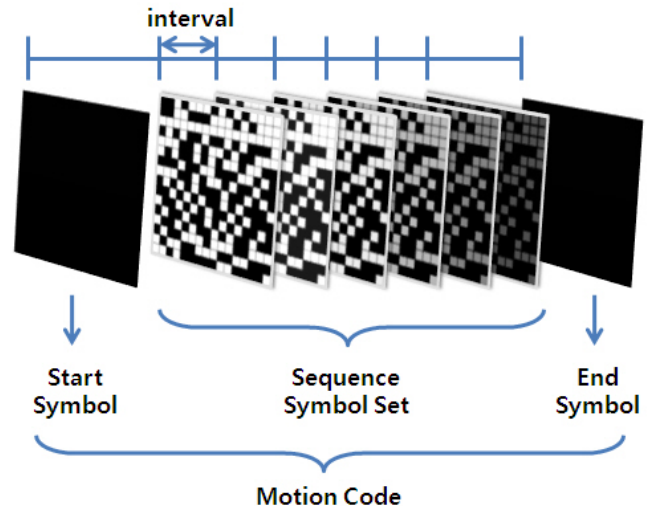 interval
Start
Symbol
Sequence
Symbol Set
End
Symbol
Motion Code